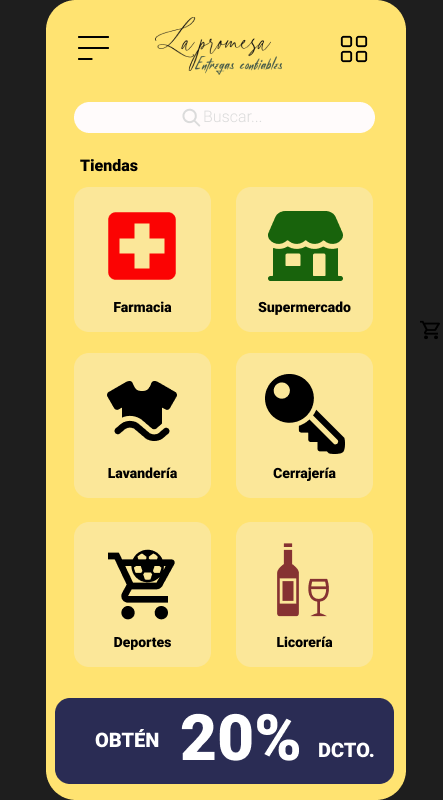 La promesa
Entregas confiables
Buscar...
Tiendas
Farmacia
Supermercado
Lavandería
Cerrajería
Deportes
Licorería
OBTÉN 20% DCTO.